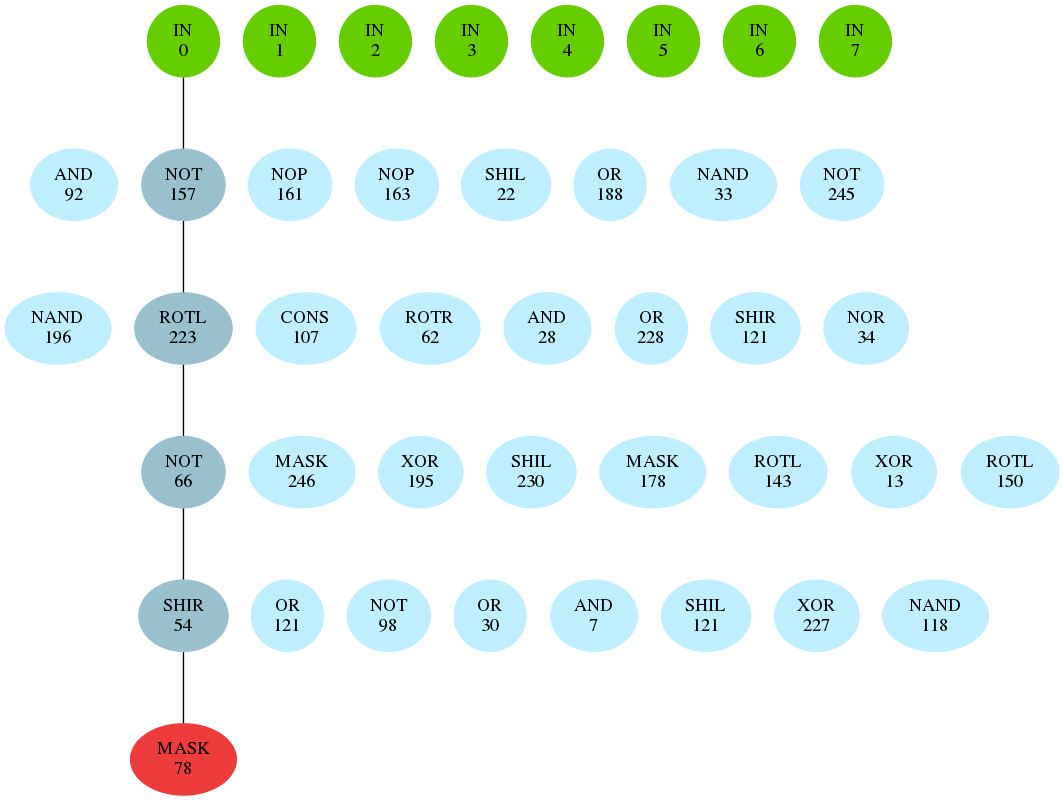 IN
0
IN
1
IN
2
IN
3
IN
4
IN
5
IN
6
IN
7
AND
92
NOT
157
NOP
161
NOP
163
SHIL
22
OR
188
NAND
33
NOT
245
NAND
196
ROTL
223
CONS
107
ROTR
62
AND
28
OR
228
SHIR
121
NOR
34
NOT
66
MASK
246
XOR
195
SHIL
230
MASK
178
ROTL
143
XOR
13
ROTL
150
SHIR
54
OR
121
NOT
98
OR
30
AND
7
SHIL
121
XOR
227
NAND
118
MASK
78